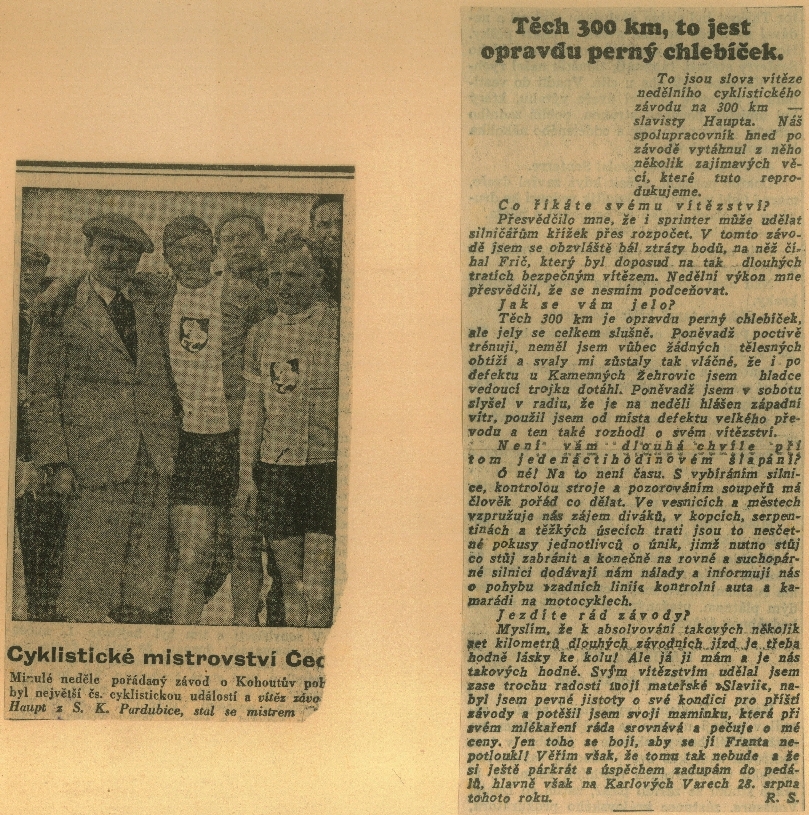 Cyklistické mistrovství Čec
Minulé neděle pořádaný závod o Kohoutův poh
byl největší čs. cyklistickou událostí a vítěz závo
Haupt z S. K. Pardubice, stal se mistrem
Těch 300 km, to jest
opravdu perný chlebíček.
To jsou slova vítěze
nedělního cyklistického
závodu na 300 km —
slavisty Haupta. Náš
spolupracovník hned po
závodě vytáhnul z něho
několik zajímavých vě-
cí, které tuto repro-
dukujeme.
Co říkáte svému vítězství?
Přesvědčilo mne, že i sprinter může udělat
silničářům křížek přes rozpočet. V tomto závo-
dě jsem se obzvláště bál ztráty bodů, na něž čí-
hal Frič, který byl doposud na tak dlouhých
tratích bezpečným vítězem. Nedělní výkon mne
přesvědčil, že se nesmím podceňovat.
Jak se vám jelo?
Těch 300 km je opravdu perný chlebíček,
ale jely se celkem slušně. Poněvadž poctivě
trénuji, neměl jsem vůbec žádných tělesných
obtíží a svaly mi zůstaly tak vláčné, že i po
defektu u Kamenných Žehrovic jsem hladce
vedoucí trojku dotáhl. Poněvadž jsem v sobotu
slyšel v radiu, že je na neděli hlášen západní
vítr, použil jsem od místa defektu velkého pře-
vodu a ten také rozhodl o svém vítězství.
Není vám dlouhá chvíle při
tom jedenáctihodinovém šlapání?
Ó né! Na to není času. S vybíráním silni-
ce, kontrolou stroje a pozorováním soupeřů má
člověk pořád co dělat. Ve vesnicích a městech
vzpružuje nás zájem diváků, v kopcích, serpen-
tinách a těžkých úsecích trati jsou to nesčet-
né pokusy jednotlivců o únik, jimž nutno stůj
co stůj zabránit a konečně na rovné a suchopár-
né silnici dodávají nám nálady a informují nás
o pohybu »zadních linií« kontrolní auta a ka-
marádi na motocyklech.
Jezdíte rád závody?
Myslím, že k absolvování takových několik
set kilometrů dlouhých závodních jízd je třeba
hodně lásky ke kolu! Ale já ji mám a je nás
takových hodně. Svým vítězstvím udělal jsem
zase trochu radosti mojí mateřské »Slavii«, na-
byl jsem pevné jistoty o své kondici pro příští
závody a potěšil jsem svoji maminku, která při
svém mlékaření ráda srovnává a pečuje o mé
ceny. Jen toho se bojí, aby se jí Franta ne-
potloukl! Věřím však, že tomu tak nebude a že
si ještě párkrát s úspěchem zadupám do pedá-
lů, hlavně však na Karlových Varech 28. srpna
tohoto roku. R. S.